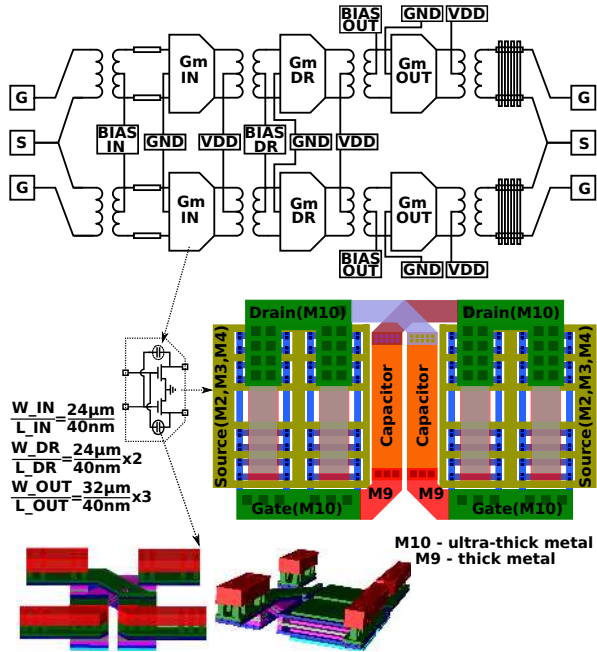 BIAS OUT
GND
VDD
Gm IN
Gm DR
Gm OUT
G
S
G
G
S
G
BIAS IN
GND
VDD
BIAS DR
GND
VDD
Gm IN
Gm DR
Gm OUT
BIAS OUT
GND
VDD
Drain(M10)
Drain(M10)
Source(M2,M3,M4)
Capacitor
Capacitor
Source(M2,M3,M4)
M9
M9
Gate(M10)
Gate(M10)
W_IN
L_IN
=
24µm
40nm
W_DR
L_DR
=
24µm
40nm
x2
W_OUT
L_OUT
=
32µm
40nm
x3
M10 - ultra-thick metal
M9 - thick metal